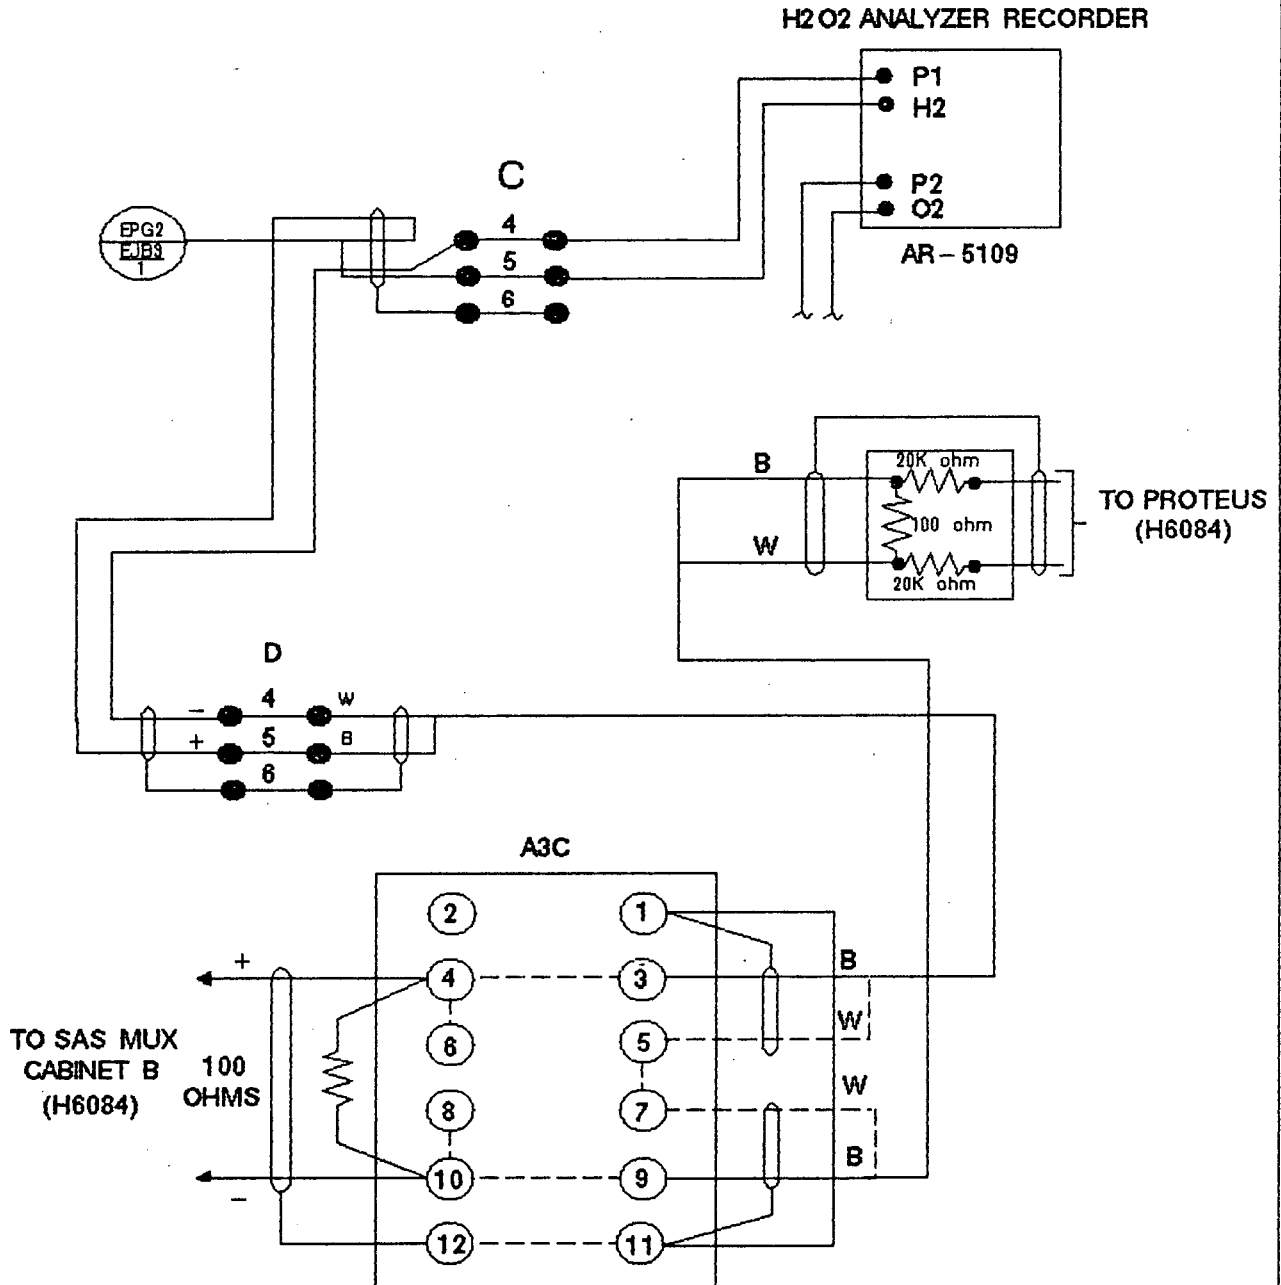 H2O2 ANALYZER RECORDER
P1
H2
P2
O2
AR-5109
C
4
5
6
EPG2
EJB3
1
B
W
20K ohm
100 ohm
20K ohm
TO PROTEUS
(H6084)
D
- 4 W
+ 5 B
6
A3C
2 1
+ 4 3 B
6 5 W
TO SAS MUX
CABINET B
(H6084)
100
OHMS
8 7 W
- 10 9 B
12 11